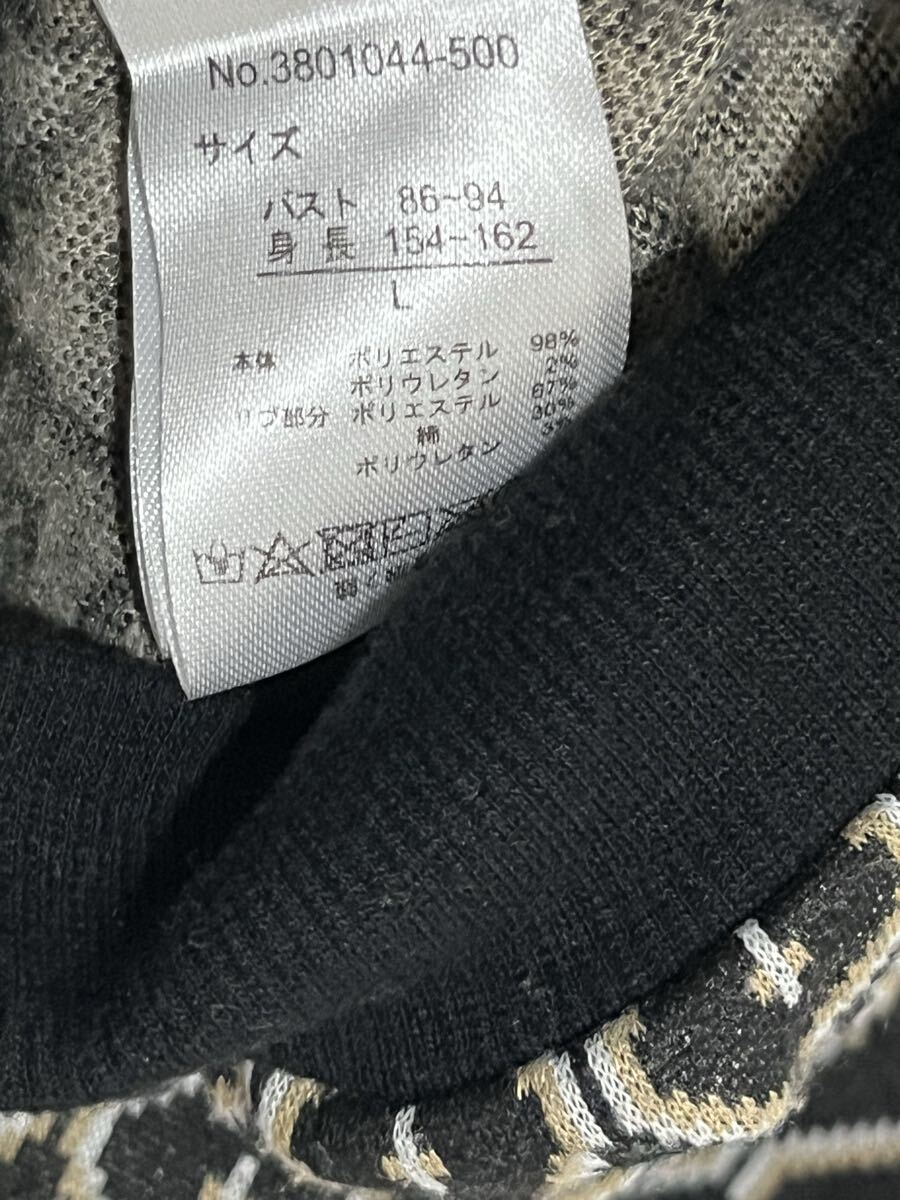 No.3801044-500
サイズ
バスト 86~94
身長 154~162
L
本体 ポリエステル 98%
ポリウレタン 2%
リブ部分 ポリエステル 67%
綿 30%
ポリウレタン 3%